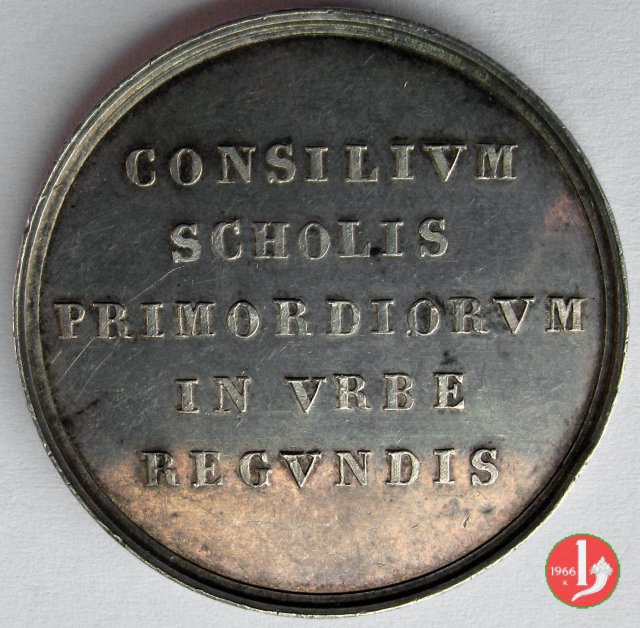 CONSILIVM
SCHOLIS
PRIMORDIORVM
IN VRBE
REGVNDIS
1966
K